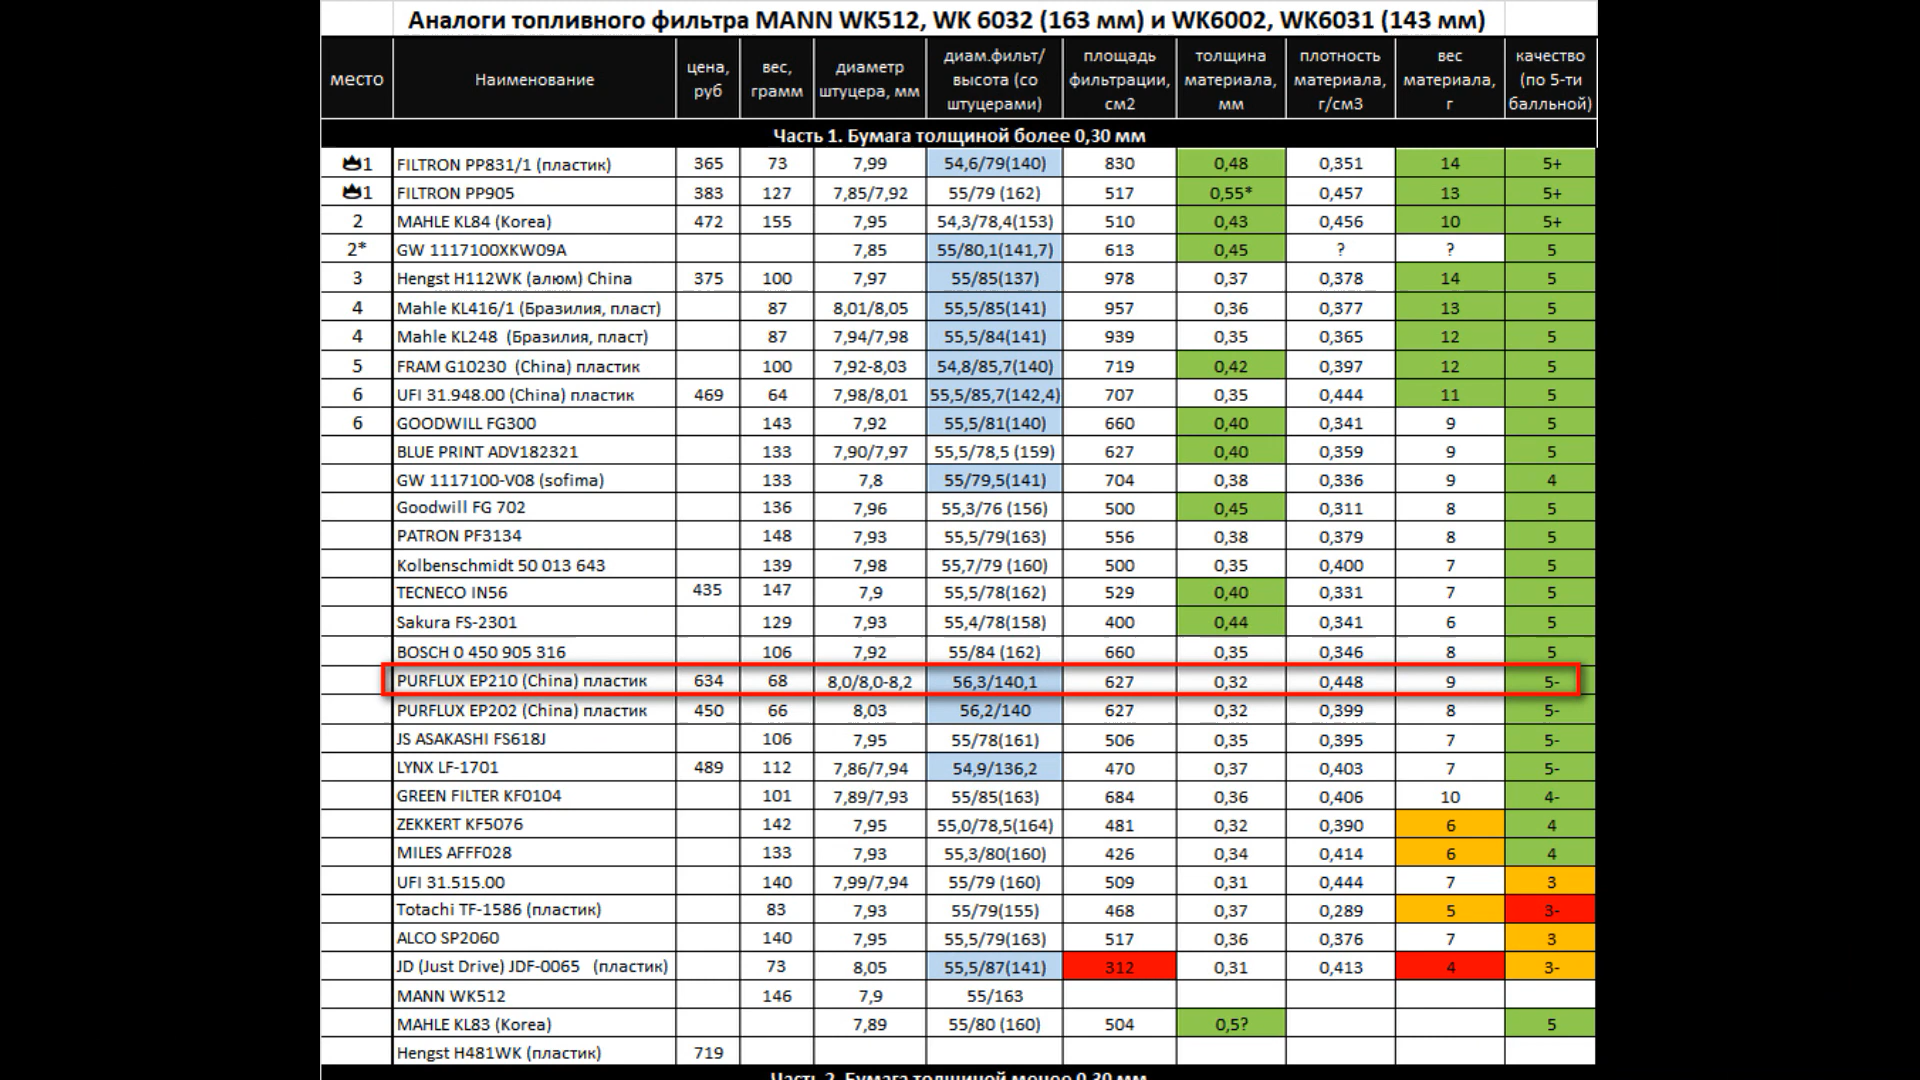 Аналоги топливного фильтра MANN WK512, WK 6032 (163 мм) и WK6002, WK6031 (143 мм)
место Наименование цена, руб вес, грамм диаметр штуцера, мм диам.фильт/ высота (со штуцерами) площадь фильтрации, см2 толщина материала, мм плотность материала, г/см3 вес материала, г качество (по 5-ти балльной)
Часть 1. Бумага толщиной более 0,30 мм
1 FILTRON PP831/1 (пластик) 365 73 7,99 54,6/79(140) 830 0,48 0,351 14 5+
1 FILTRON PP905 383 127 7,85/7,92 55/79 (162) 517 0,55* 0,457 13 5+
2 MAHLE KL84 (Korea) 472 155 7,95 54,3/78,4(153) 510 0,43 0,456 10 5+
2* GW 1117100XKW09A 7,85 55/80,1(141,7) 613 0,45 ? ? 5
3 Hengst H112WK (алюм) China 375 100 7,97 55/85(137) 978 0,37 0,378 14 5
4 Mahle KL416/1 (Бразилия, пласт) 87 8,01/8,05 55,5/85(141) 957 0,36 0,377 13 5
4 Mahle KL248 (Бразилия, пласт) 87 7,94/7,98 55,5/84(141) 939 0,35 0,365 12 5
5 FRAM G10230 (China) пластик 100 7,92-8,03 54,8/85,7(140) 719 0,42 0,397 12 5
6 UFI 31.948.00 (China) пластик 469 64 7,98/8,01 55,5/85,7(142,4) 707 0,35 0,444 11 5
6 GOODWILL FG300 143 7,92 55,5/81(140) 660 0,40 0,341 9 5
BLUE PRINT ADV182321 133 7,90/7,97 55,5/78,5 (159) 627 0,40 0,359 9 5
GW 1117100-V08 (sofima) 133 7,8 55/79,5(141) 704 0,38 0,336 9 4
Goodwill FG 702 136 7,96 55,3/76 (156) 500 0,45 0,311 8 5
PATRON PF3134 148 7,93 55,5/79(163) 556 0,38 0,379 8 5
Kolbenschmidt 50 013 643 139 7,98 55,7/79 (160) 500 0,35 0,400 7 5
TECNECO IN56 435 147 7,9 55,5/78(162) 529 0,40 0,331 7 5
Sakura FS-2301 129 7,93 55,4/78(158) 400 0,44 0,341 6 5
BOSCH 0 450 905 316 106 7,92 55/84 (162) 660 0,35 0,346 8 5
PURFLUX EP210 (China) пластик 634 68 8,0/8,0-8,2 56,3/140,1 627 0,32 0,448 9 5-
PURFLUX EP202 (China) пластик 450 66 8,03 56,2/140 627 0,32 0,399 8 5-
JS ASAKASHI FS618J 106 7,95 55/78(161) 506 0,35 0,395 7 5-
LYNX LF-1701 489 112 7,86/7,94 54,9/136,2 470 0,37 0,403 7 5-
GREEN FILTER KF0104 101 7,89/7,93 55/85(163) 684 0,36 0,406 10 4-
ZEKKERT KF5076 142 7,95 55,0/78,5(164) 481 0,32 0,390 6 4
MILES AFFF028 133 7,93 55,3/80(160) 426 0,34 0,414 6 4
UFI 31.515.00 140 7,99/7,94 55/79 (160) 509 0,31 0,444 7 3
Totachi TF-1586 (пластик) 83 7,93 55/79(155) 468 0,37 0,289 5 3-
ALCO SP2060 140 7,95 55,5/79(163) 517 0,36 0,376 7 3
JD (Just Drive) JDF-0065 (пластик) 73 8,05 55,5/87(141) 312 0,31 0,413 4 3-
MANN WK512 146 7,9 55/163
MAHLE KL83 (Korea) 7,89 55/80 (160) 504 0,5? 5
Hengst H481WK (пластик) 719
Часть 2. Бумага толщиной менее 0,30 мм